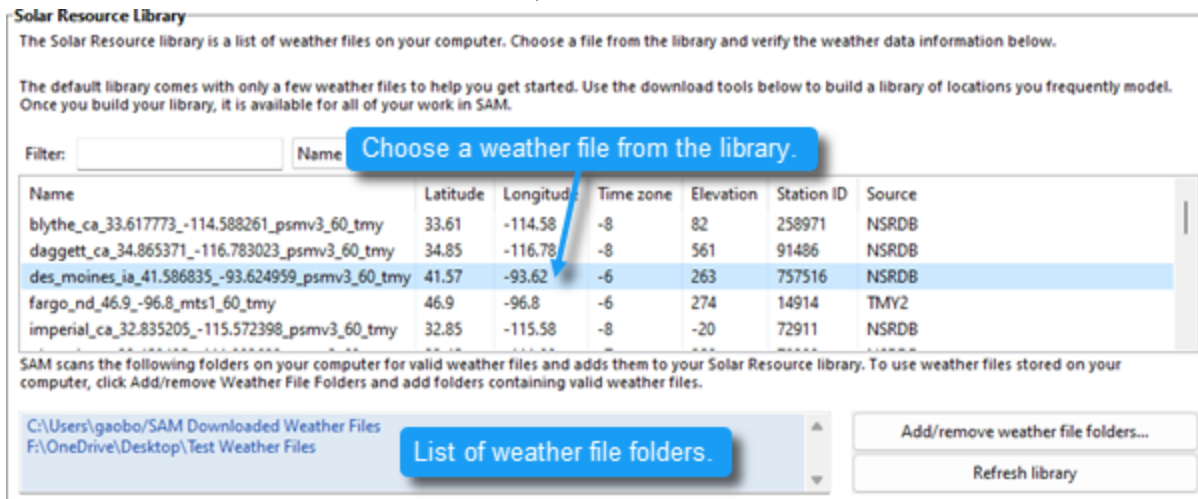 Solar Resource Library
The Solar Resource library is a list of weather files on your computer. Choose a file from the library and verify the weather data information below.
The default library comes with only a few weather files to help you get started. Use the download tools below to build a library of locations you frequently model.
Once you build your library, it is available for all of your work in SAM.
Filter: Name
Choose a weather file from the library.
Name Latitude Longitude Time zone Elevation Station ID Source
blythe_ca_33.617773_-114.588261_psmv3_60_tmy 33.61 -114.58 -8 82 258971 NSRDB
daggett_ca_34.865371_-116.783023_psmv3_60_tmy 34.85 -116.78 -8 561 91486 NSRDB
des_moines_ia_41.586835_-93.624959_psmv3_60_tmy 41.57 -93.62 -6 263 757516 NSRDB
fargo_nd_46.9_-96.8_mts1_60_tmy 46.9 -96.8 -6 274 14914 TMY2
imperial_ca_32.835205_-115.572398_psmv3_60_tmy 32.85 -115.58 -8 -20 72911 NSRDB
SAM scans the following folders on your computer for valid weather files and adds them to your Solar Resource library. To use weather files stored on your
computer, click Add/remove Weather File Folders and add folders containing valid weather files.
C:\Users\gaobo/SAM Downloaded Weather Files
F:\OneDrive\Desktop\Test Weather Files
List of weather file folders.
Add/remove weather file folders...
Refresh library